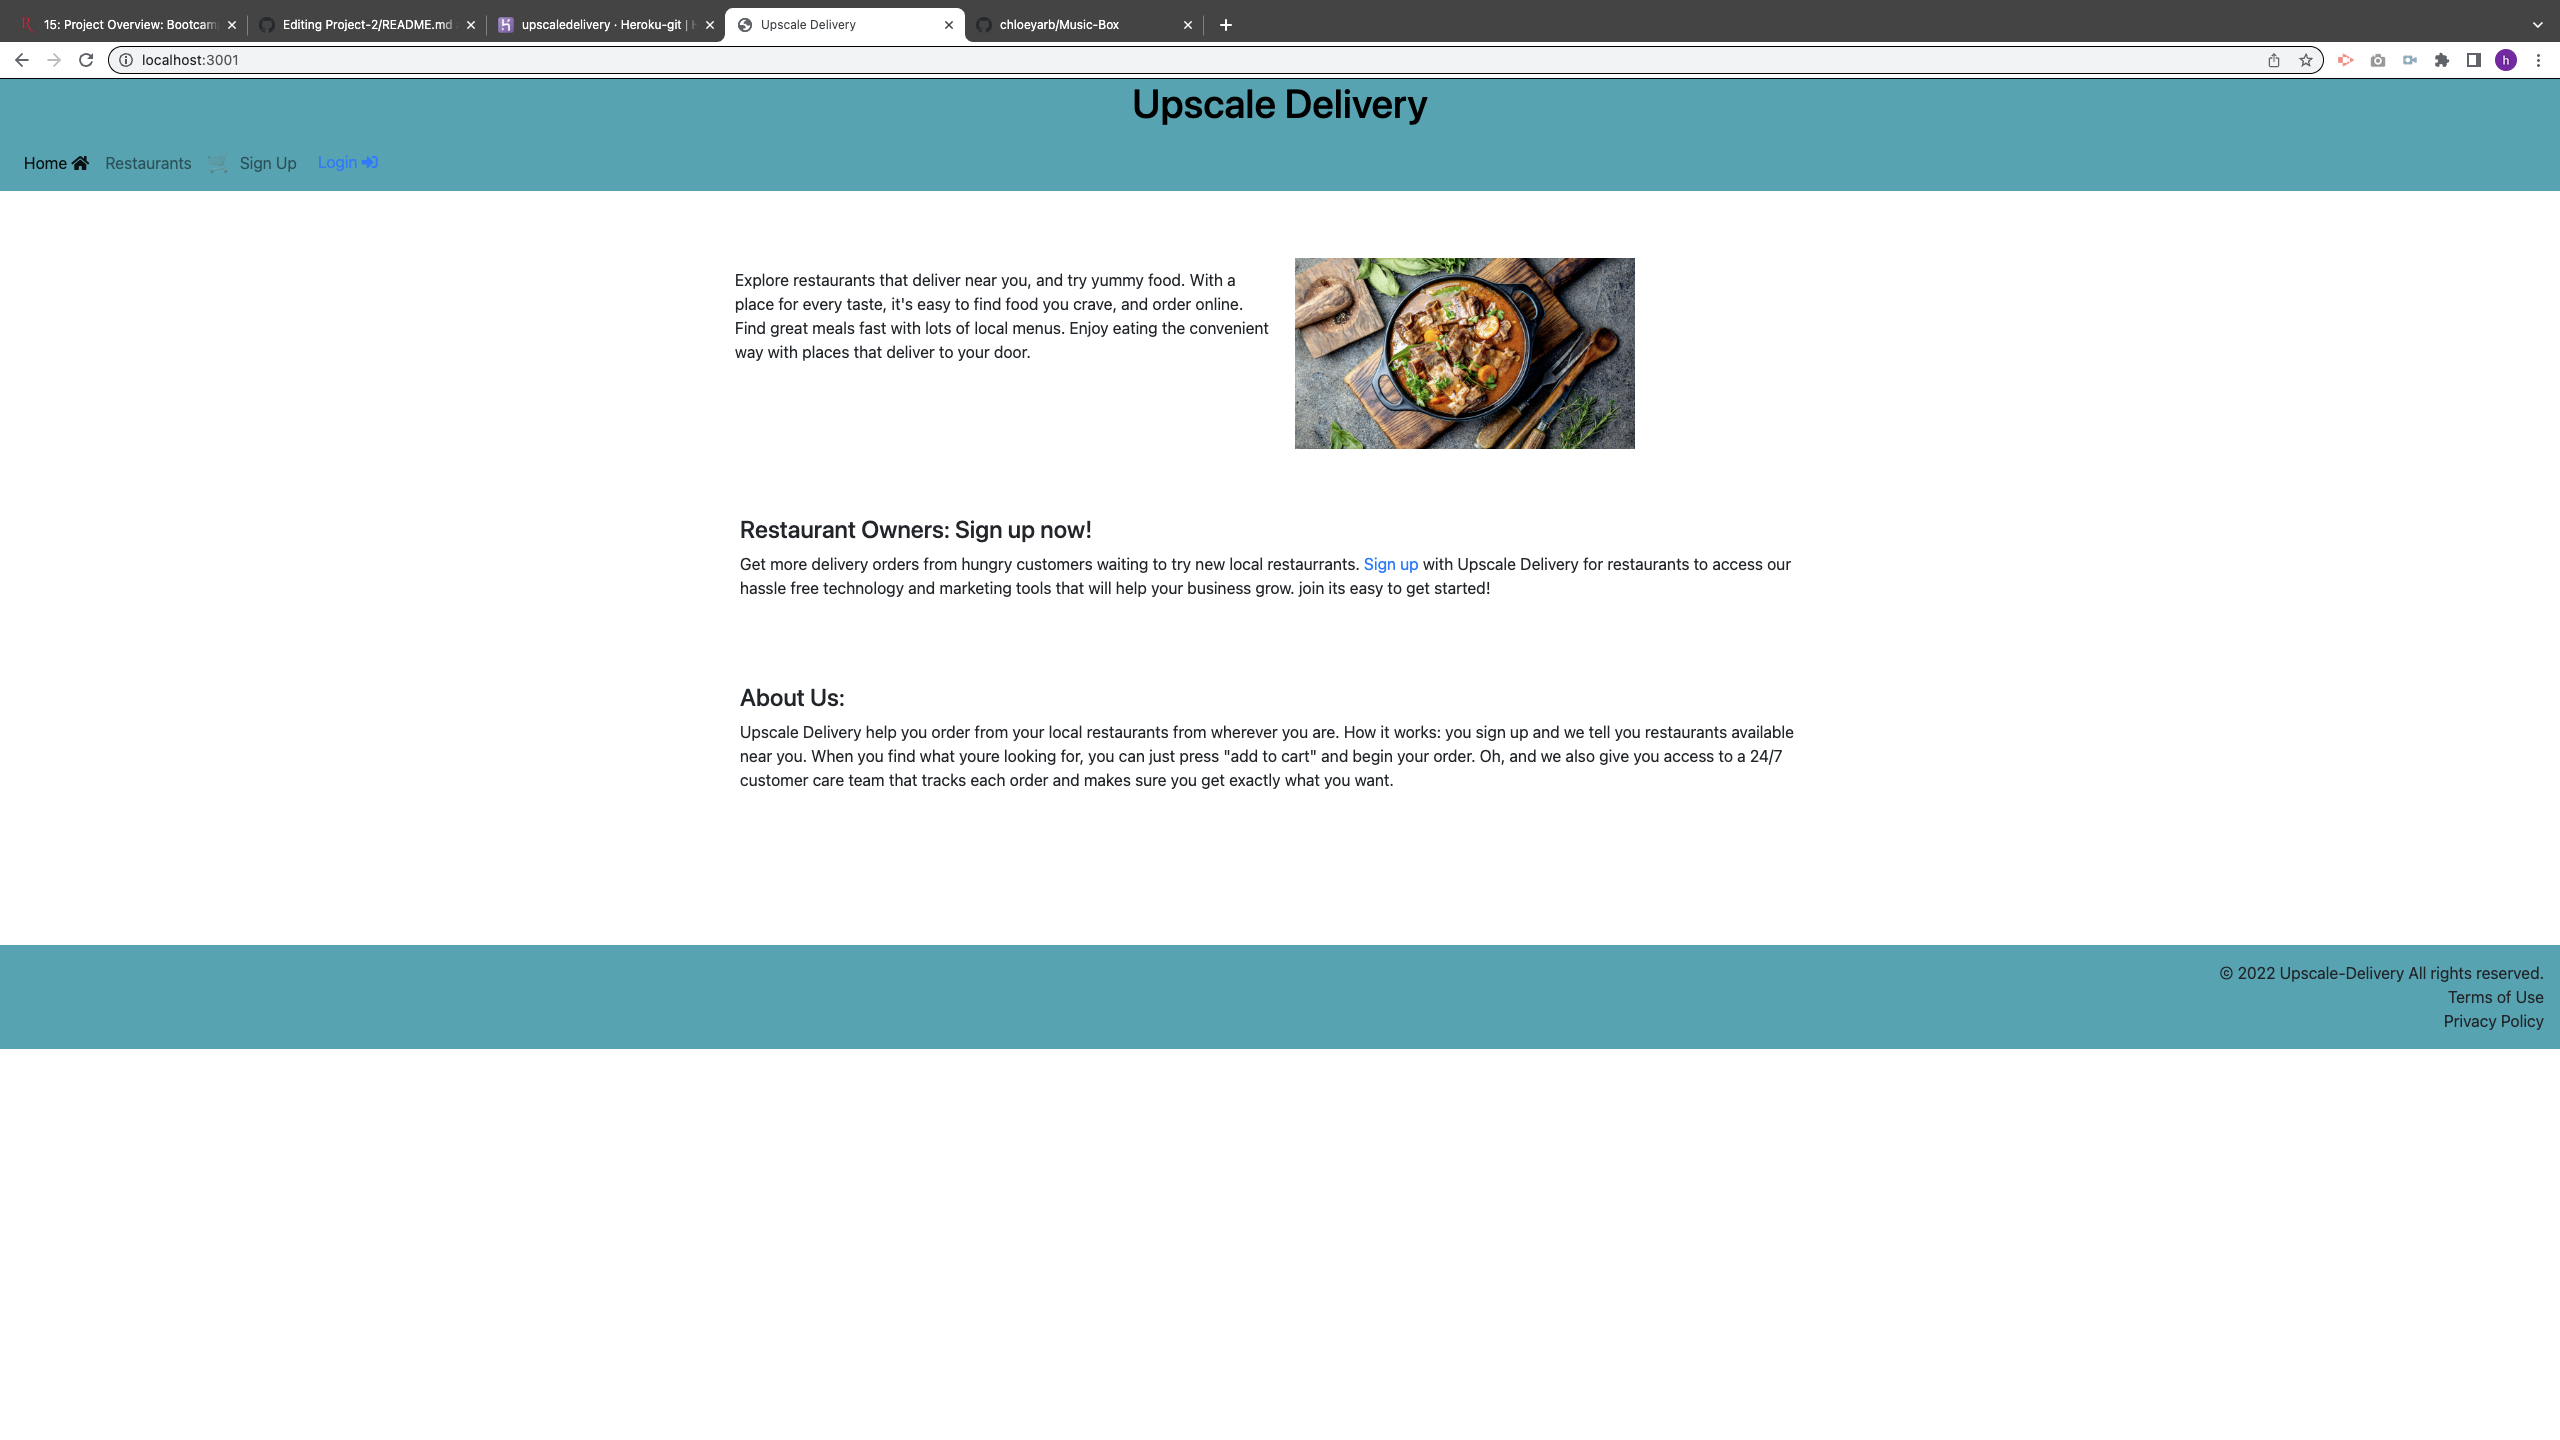 15: Project Overview: Bootcam
Editing Project-2/README.md
upscaledelivery · Heroku-git |
Upscale Delivery
chloeyarb/Music-Box
localhost:3001
h
Upscale Delivery
Home Restaurants Sign Up Login
Explore restaurants that deliver near you, and try yummy food. With a
place for every taste, it's easy to find food you crave, and order online.
Find great meals fast with lots of local menus. Enjoy eating the convenient
way with places that deliver to your door.
Restaurant Owners: Sign up now!
Get more delivery orders from hungry customers waiting to try new local restaurrants. Sign up with Upscale Delivery for restaurants to access our
hassle free technology and marketing tools that will help your business grow. join its easy to get started!
About Us:
Upscale Delivery help you order from your local restaurants from wherever you are. How it works: you sign up and we tell you restaurants available
near you. When you find what youre looking for, you can just press "add to cart" and begin your order. Oh, and we also give you access to a 24/7
customer care team that tracks each order and makes sure you get exactly what you want.
© 2022 Upscale-Delivery All rights reserved.
Terms of Use
Privacy Policy